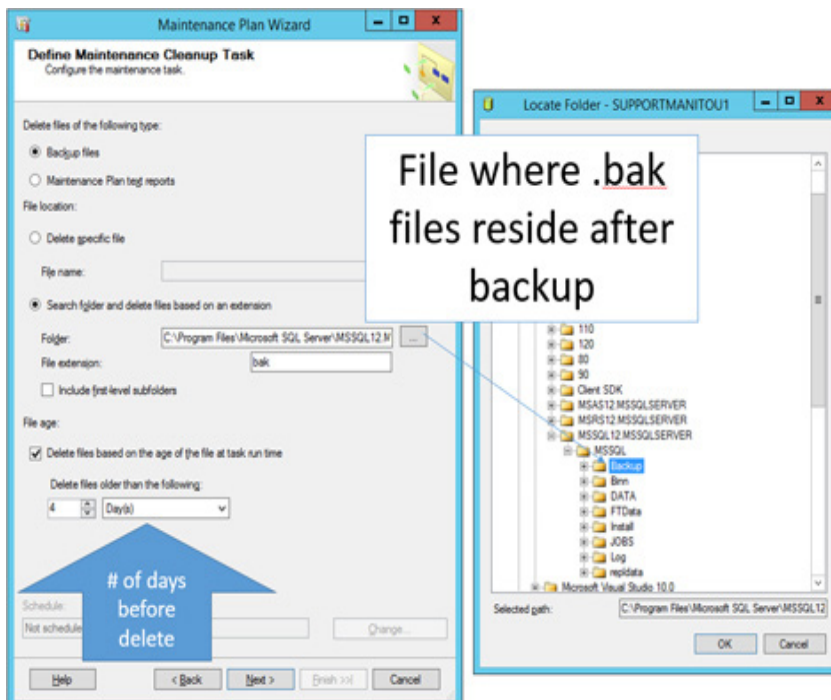 Maintenance Plan Wizard
Define Maintenance Cleanup Task
Configure the maintenance task.
Delete files of the following type:
Backup files
Maintenance Plan text reports
File location:
Delete specific file
File name:
Search folder and delete files based on an extension
Folder:
C:\Program Files\Microsoft SQL Server\MSSQL12.M
...
File extension:
bak
Include first-level subfolders
File age:
Delete files based on the age of the file at task run time
Delete files older than the following:
4
Day(s)
# of days
before
delete
Schedule:
Not schedule
Change...
Help
< Back
Next >
Finish >>|
Cancel
File where .bak
files reside after
backup
Locate Folder - SUPPORTMANITOU1
110
120
80
90
Client SDK
MSAS12.MSSQLSERVER
MSRS12.MSSQLSERVER
MSSQL12.MSSQLSERVER
MSSQL
Backup
Binn
DATA
FTData
Install
JOBS
Log
repldata
Microsoft Visual Studio 10.0
Selected path:
C:\Program Files\Microsoft SQL Server\MSSQL12
OK
Cancel